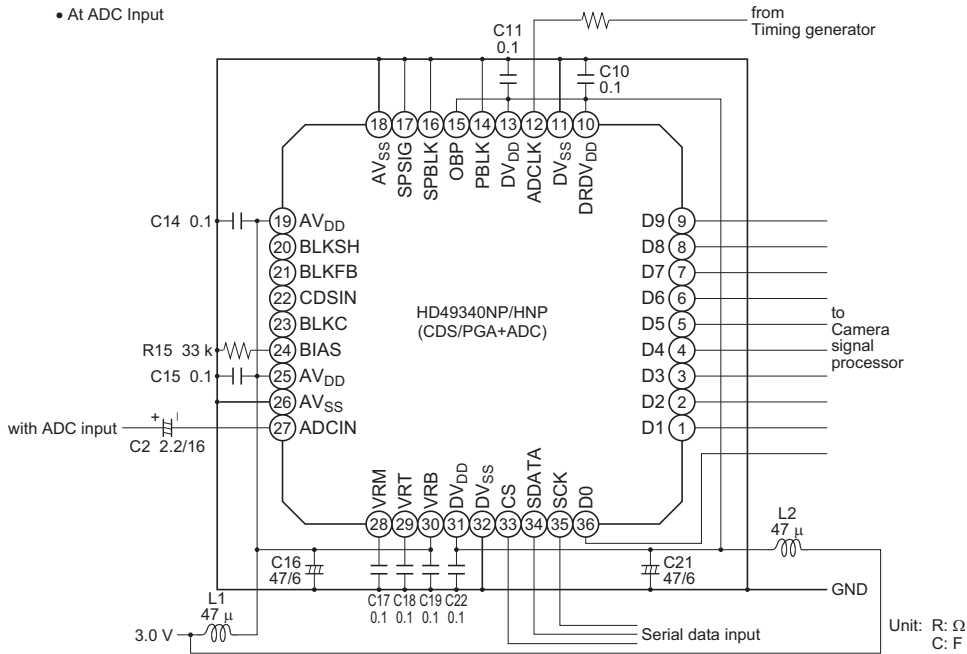 • At ADC Input
from
Timing generator
C11
0.1
C10
0.1
18 17 16 15 14 13 12 11 10
AVSS SPSIG SPBLK OBP PBLK DVDD ADCLK DVSS DRDVDD
C14 0.1
19 AVDD
20 BLKSH
21 BLKFB
22 CDSIN
23 BLKC
R15 33 k
24 BIAS
C15 0.1
25 AVDD
26 AVSS
with ADC input
+ –
C2 2.2/16
27 ADCIN
HD49340NP/HNP
(CDS/PGA+ADC)
D9 9
D8 8
D7 7
D6 6
D5 5
D4 4
D3 3
D2 2
D1 1
to
Camera
signal
processor
VRM VRT VRB DVDD DVSS CS SDATA SCK D0
28 29 30 31 32 33 34 35 36
C16
47/6
C17
0.1
C18
0.1
C19
0.1
C22
0.1
C21
47/6
L2
47 μ
GND
L1
47 μ
3.0 V
Serial data input
Unit: R: Ω
C: F